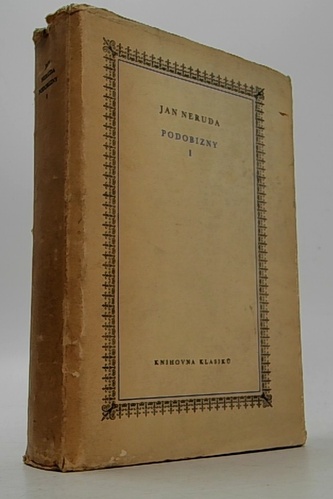 JAN NERUDA
PODOBIZNY
I
KNIHOVNA KLASIKŮ